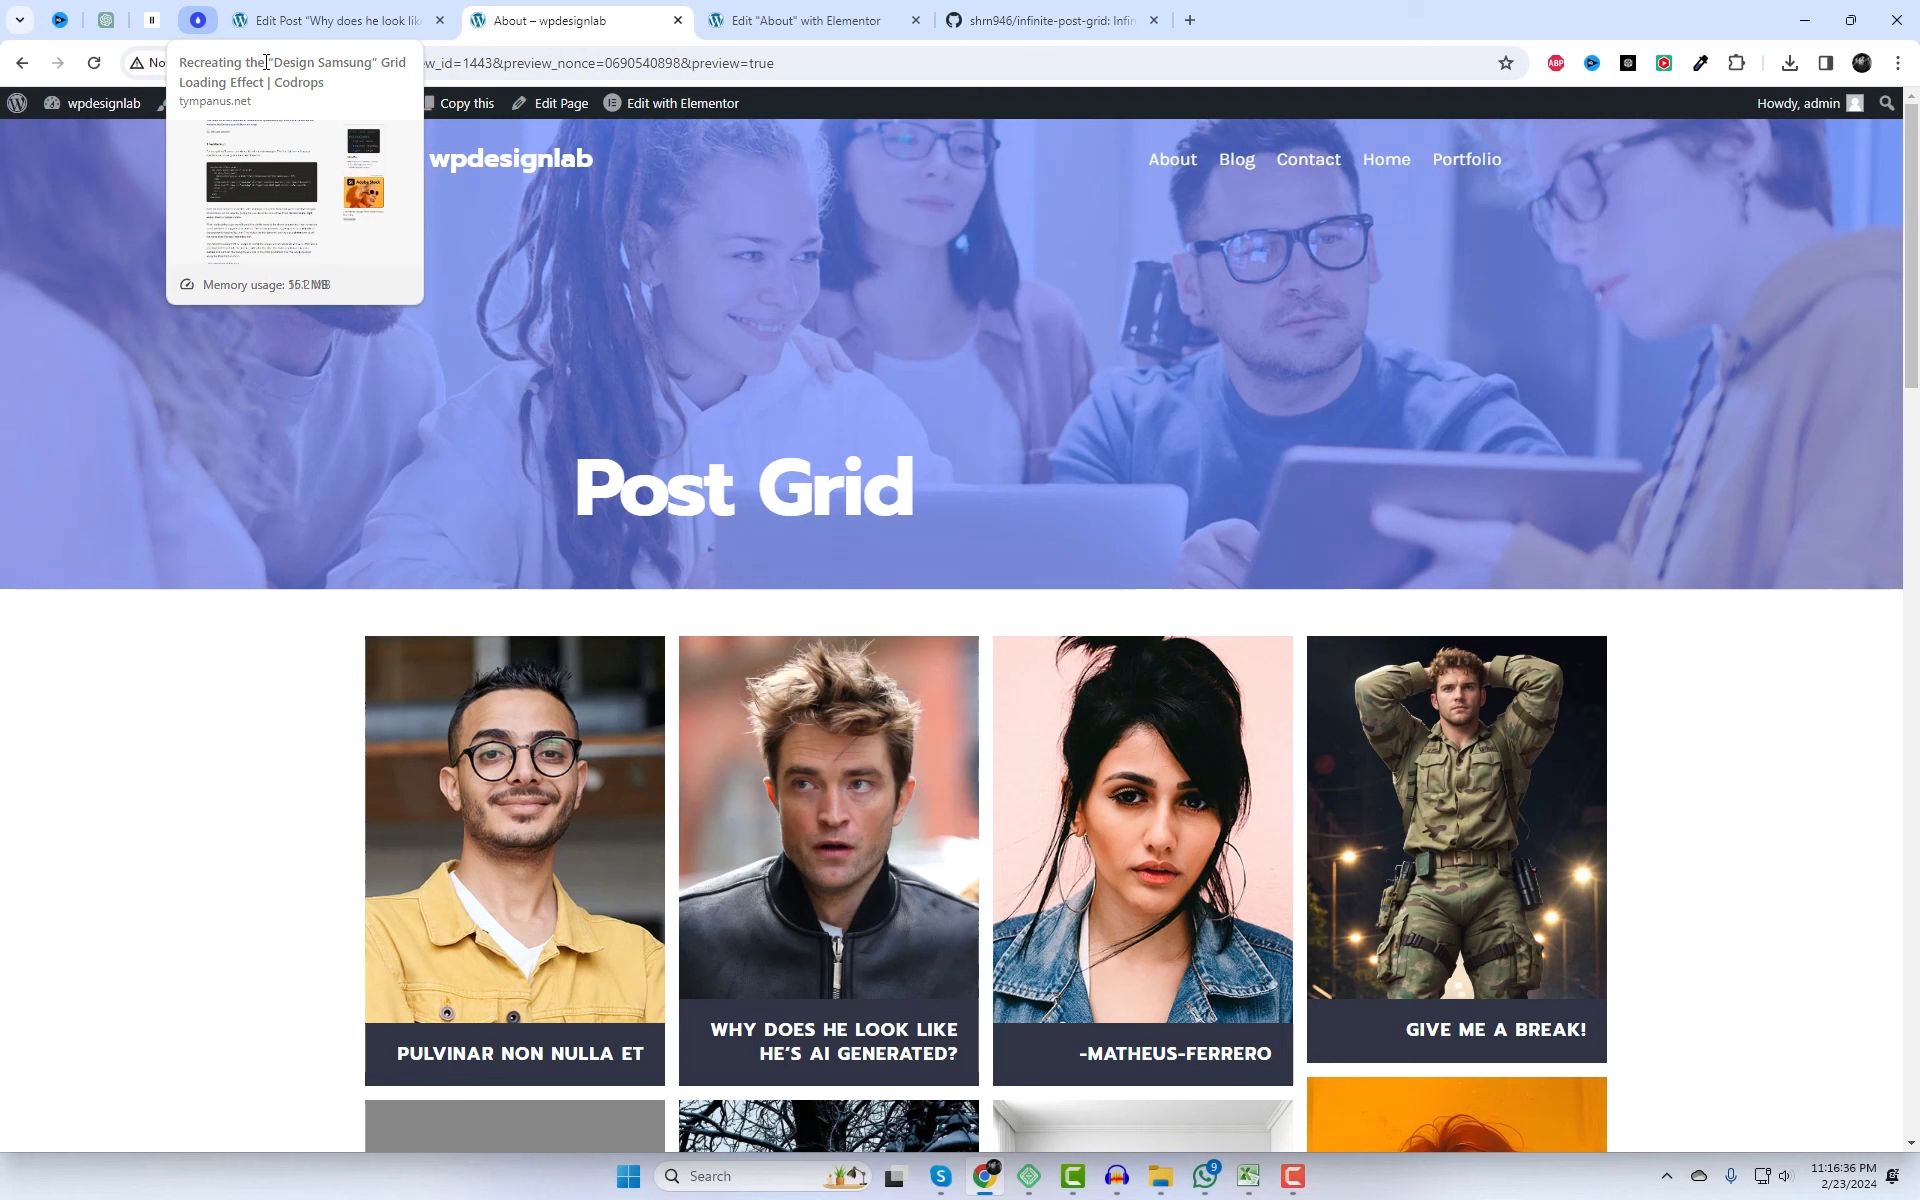 Edit Post "Why does he look lik
About – wpdesignlab
Edit "About" with Elementor
shrn946/infinite-post-grid: Infin
No
w_id=1443&preview_nonce=0690540898&preview=true
ABP
Recreating the "Design Samsung" Grid
Loading Effect | Codrops
tympanus.net
Memory usage:
wpdesignlab
Copy this
Edit Page
Edit with Elementor
Howdy, admin
wpdesignlab
About
Blog
Contact
Home
Portfolio
Post Grid
PULVINAR NON NULLA ET
WHY DOES HE LOOK LIKE
HE'S AI GENERATED?
-MATHEUS-FERRERO
GIVE ME A BREAK!
Search
9
11:16:36 PM
2/23/2024